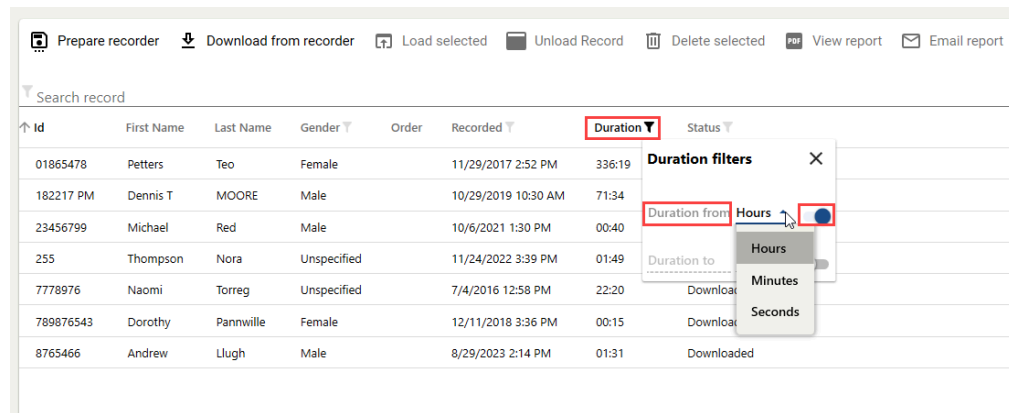 Prepare recorder Download from recorder Load selected Unload Record Delete selected PDF View report Email report
Search record
Id First Name Last Name Gender Order Recorded Duration Status
01865478 Petters Teo Female 11/29/2017 2:52 PM 336:19
182217 PM Dennis T MOORE Male 10/29/2019 10:30 AM 71:34
23456799 Michael Red Male 10/6/2021 1:30 PM 00:40
255 Thompson Nora Unspecified 11/24/2022 3:39 PM 01:49
7778976 Naomi Torreg Unspecified 7/4/2016 12:58 PM 22:20 Downloa
789876543 Dorothy Pannwille Female 12/11/2018 3:36 PM 00:15 Downloa
8765466 Andrew Llugh Male 8/29/2023 2:14 PM 01:31 Downloaded
Duration filters
Duration from Hours
Duration to
Hours
Minutes
Seconds